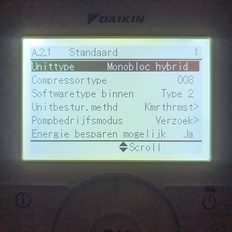 DAIKIN
A.2.1 Standaard 1
Unittype Monobloc hybrid
Compressortype 008
Softwaretype binnen Type 2
Unitbestur.methd Kmrthrmst>
Pompbedrijfsmodus Verzoek>
Energie besparen mogelijk Ja
Scroll